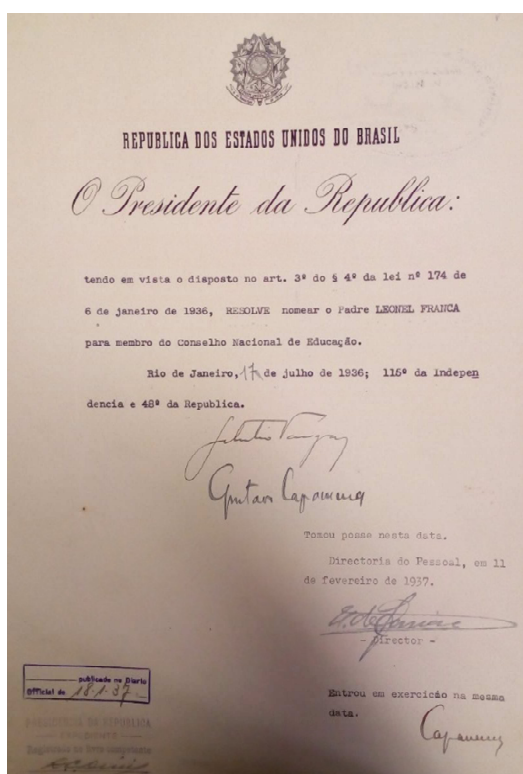 REPUBLICA DOS ESTADOS UNIDOS DO BRASIL
O Presidente da Republica:
tendo em vista o disposto no art. 3º do § 4º da lei nº 174 de
6 de janeiro de 1936, RESOLVE nomear o Padre LEONEL FRANCA
para membro do Conselho Nacional de Educação.
Rio de Janeiro, 17 de julho de 1936; 115º da Indepen
dencia e 48º da Republica.
Getulio Vargas
Gustavo Capanema
Tomou posse nesta data.
Directoria do Pessoal, em 11
de fevereiro de 1937.
- Director -
publicado no Diario
Official de 18.1.37
Entrou em exercicio na mesma
data.
Capanema
PRESIDENCIA DA REPUBLICA